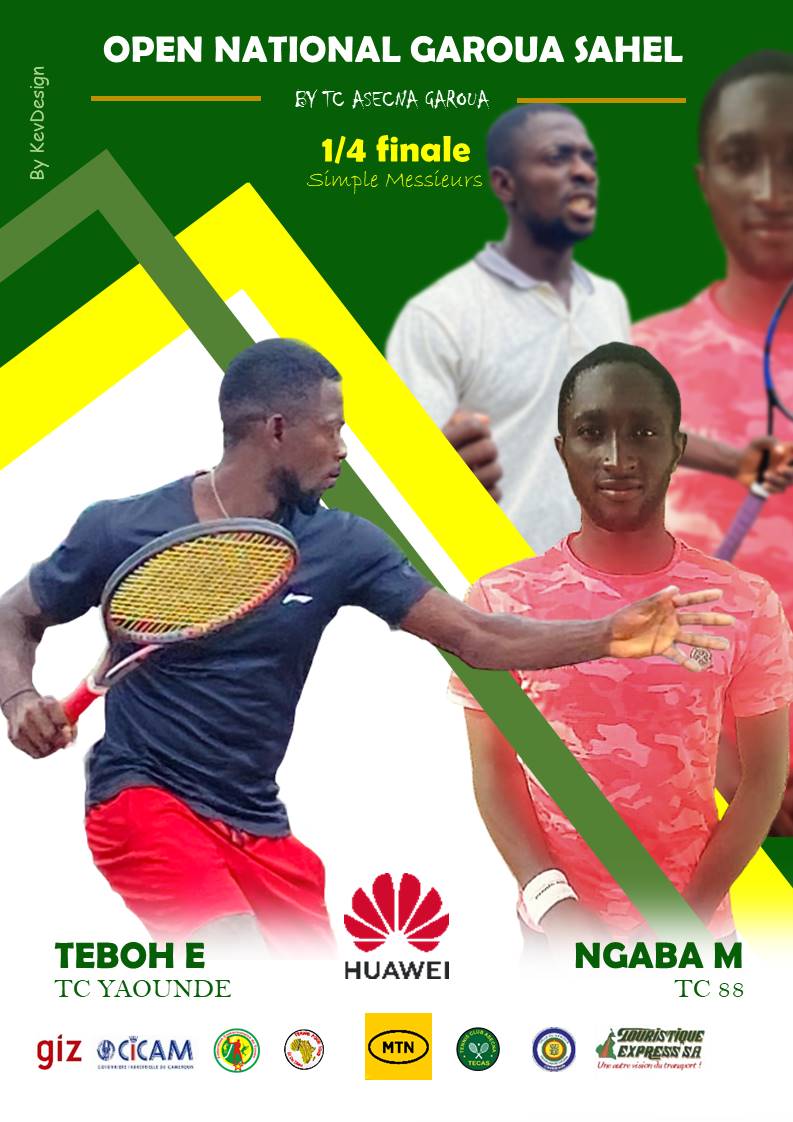 OPEN NATIONAL GAROUA SAHEL
BY TC ASECNA GAROUA
By KevDesign
1/4 finale
Simple Messieurs
TEBOH E
TC YAOUNDE
HUAWEI
NGABA M
TC 88
giz
CICAM
MTN
TECAS
TOURISTIQUE
EXPRESS S.A
Une autre vision du transport !